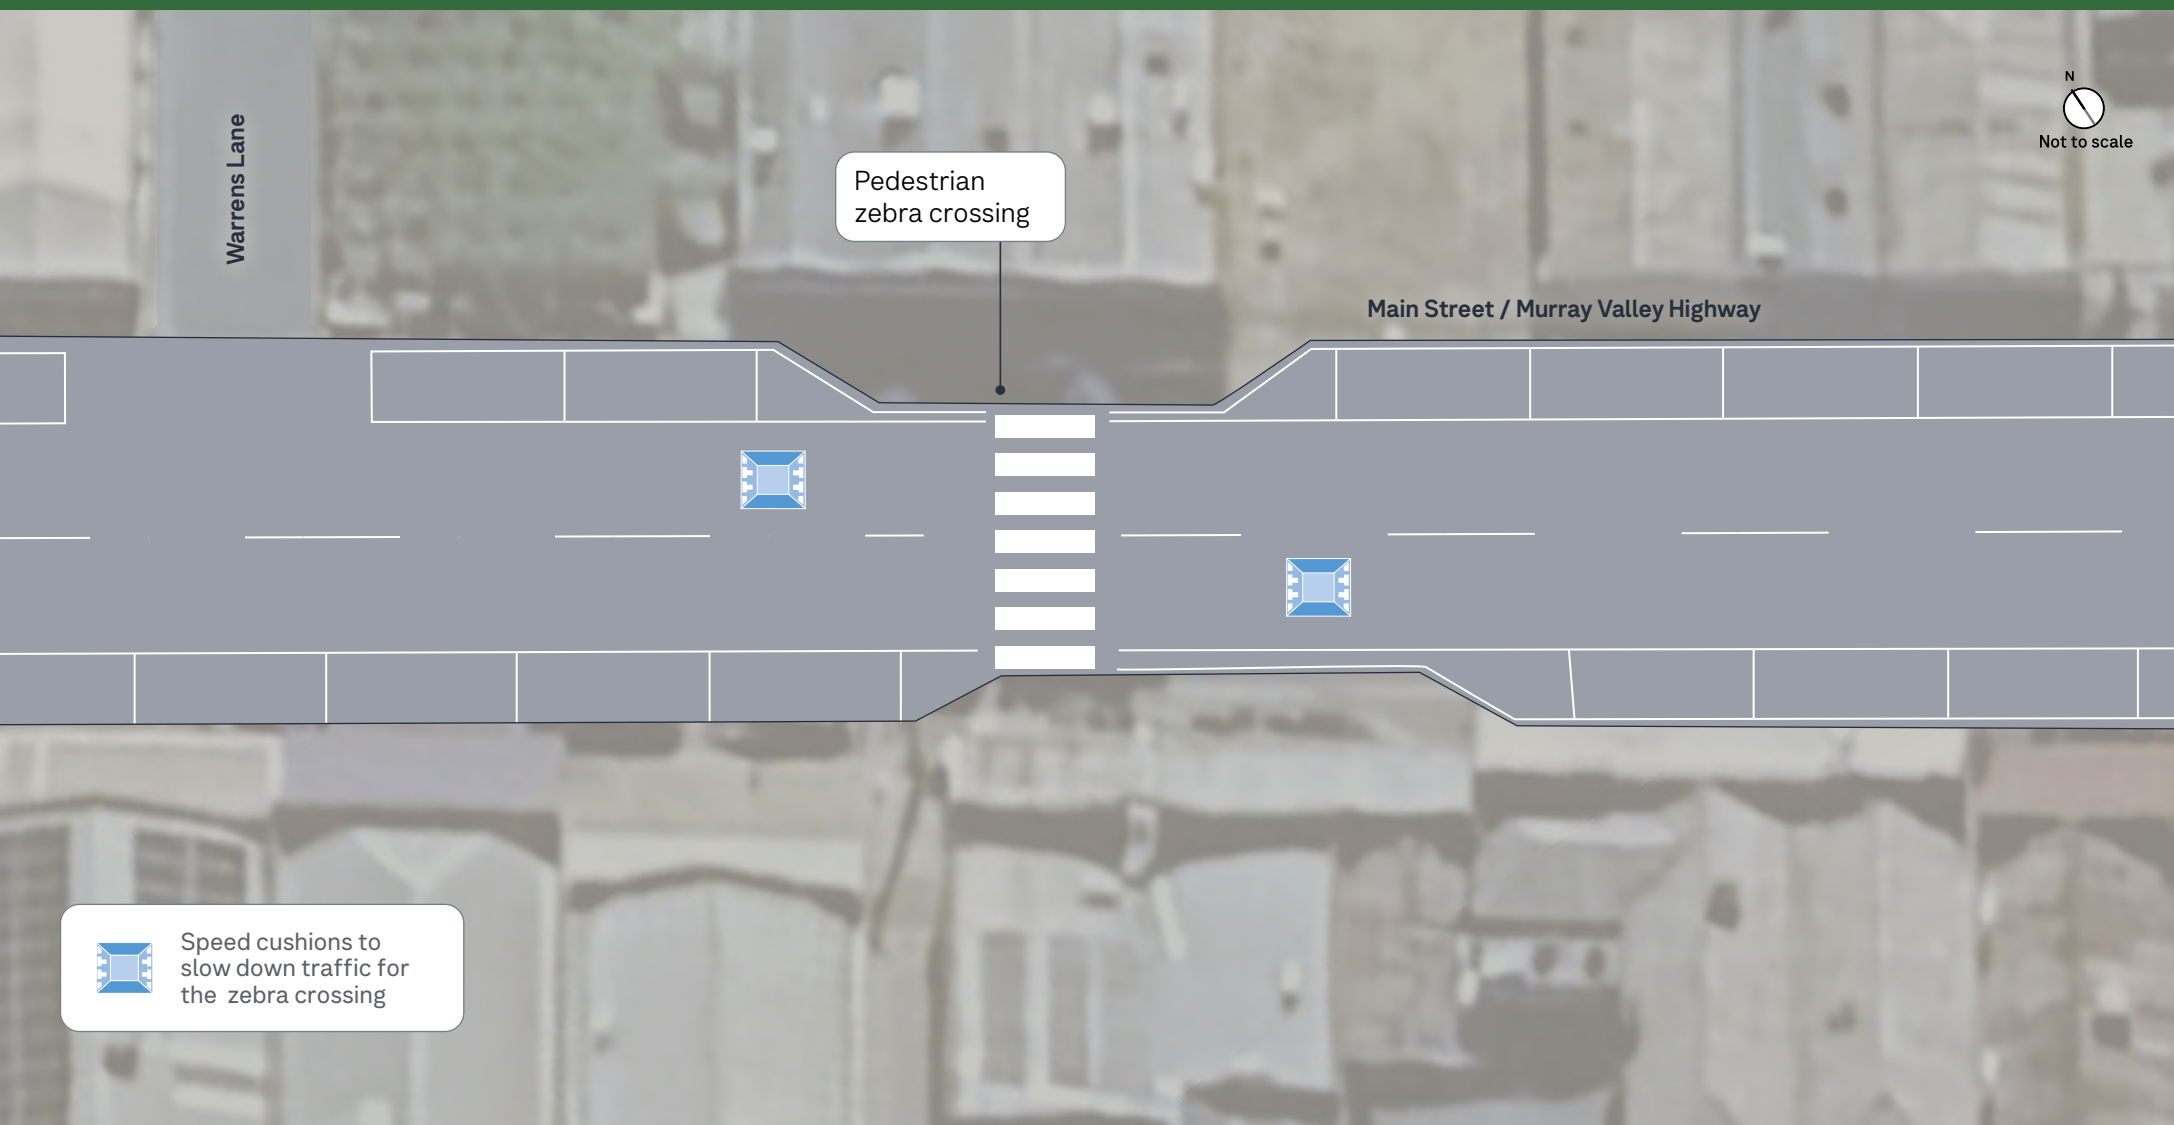 N
Not to scale
Warrens Lane
Pedestrian
zebra crossing
Main Street / Murray Valley Highway
Speed cushions to
slow down traffic for
the  zebra crossing